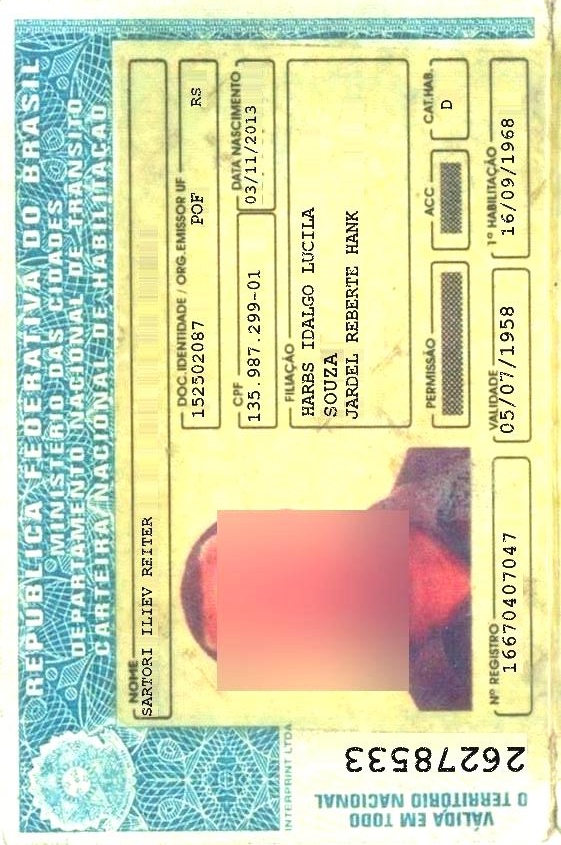 REPÚBLICA FEDERATIVA DO BRASIL
MINISTÉRIO DAS CIDADES
DEPARTAMENTO NACIONAL DE TRÂNSITO
CARTEIRA NACIONAL DE HABILITAÇÃO
NOME
SARTORI ILIEV REITER
DOC. IDENTIDADE / ORG. EMISSOR UF
152502087 POF RS
CPF
135.987.299-01
DATA NASCIMENTO
03/11/2013
FILIAÇÃO
HARBS IDALGO LUCILA
SOUZA
JARDEL REBERTE HANK
PERMISSÃO
ACC
CAT.HAB.
D
Nº REGISTRO
16670407047
VALIDADE
05/07/1958
1ª HABILITAÇÃO
16/09/1968
VÁLIDA EM TODO
O TERRITÓRIO NACIONAL
26278533
INTERPRINT LTDA